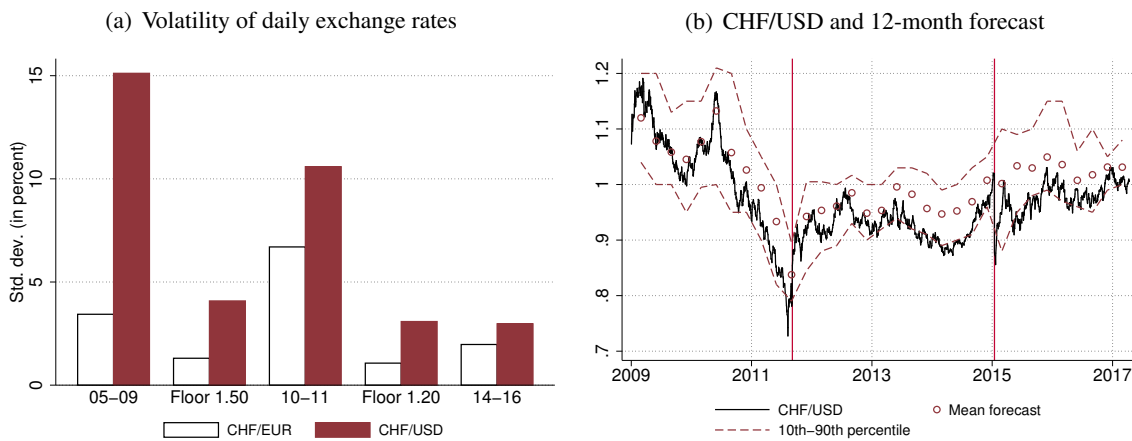 (a) Volatility of daily exchange rates
Std. dev. (in percent)
15
10
5
0
05−09 Floor 1.50 10−11 Floor 1.20 14−16
CHF/EUR CHF/USD
(b) CHF/USD and 12-month forecast
1.2
1.1
1
.9
.8
.7
2009 2011 2013 2015 2017
CHF/USD Mean forecast
10th−90th percentile